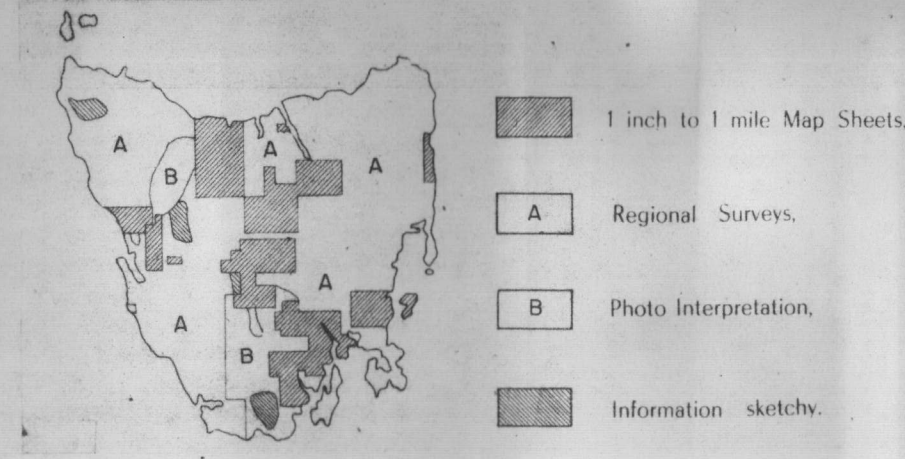 1 inch to 1 mile Map Sheets,
A Regional Surveys,
B Photo Interpretation,
Information sketchy.
A
A
A
B
A
A
B